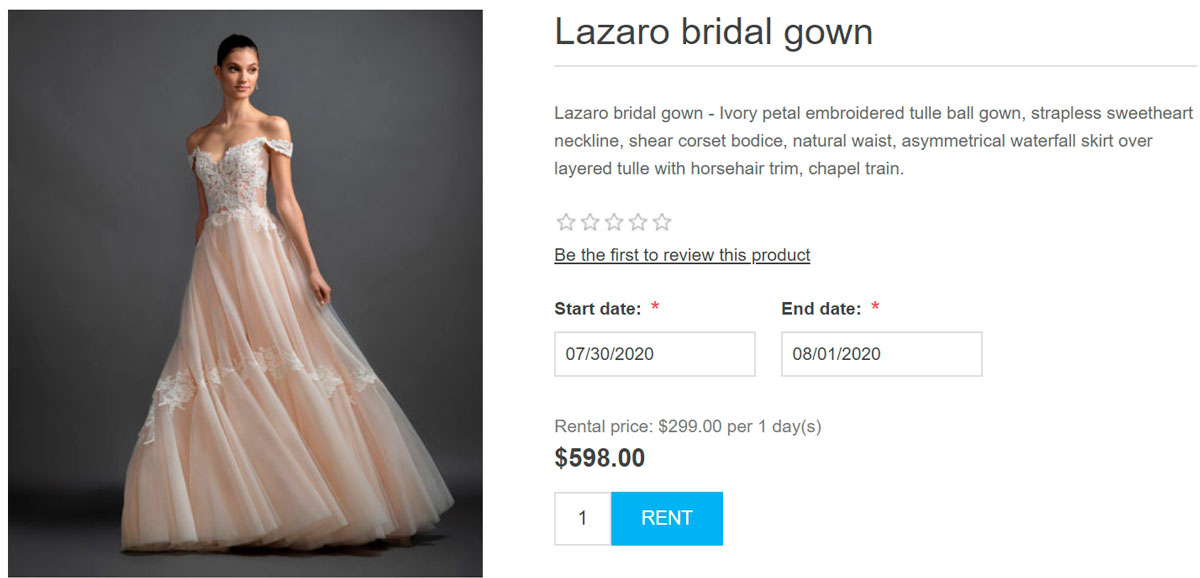 Lazaro bridal gown
Lazaro bridal gown - Ivory petal embroidered tulle ball gown, strapless sweetheart
neckline, shear corset bodice, natural waist, asymmetrical waterfall skirt over
layered tulle with horsehair trim, chapel train.
Be the first to review this product
Start date: * End date: *
07/30/2020 08/01/2020
Rental price: $299.00 per 1 day(s)
$598.00
1 RENT